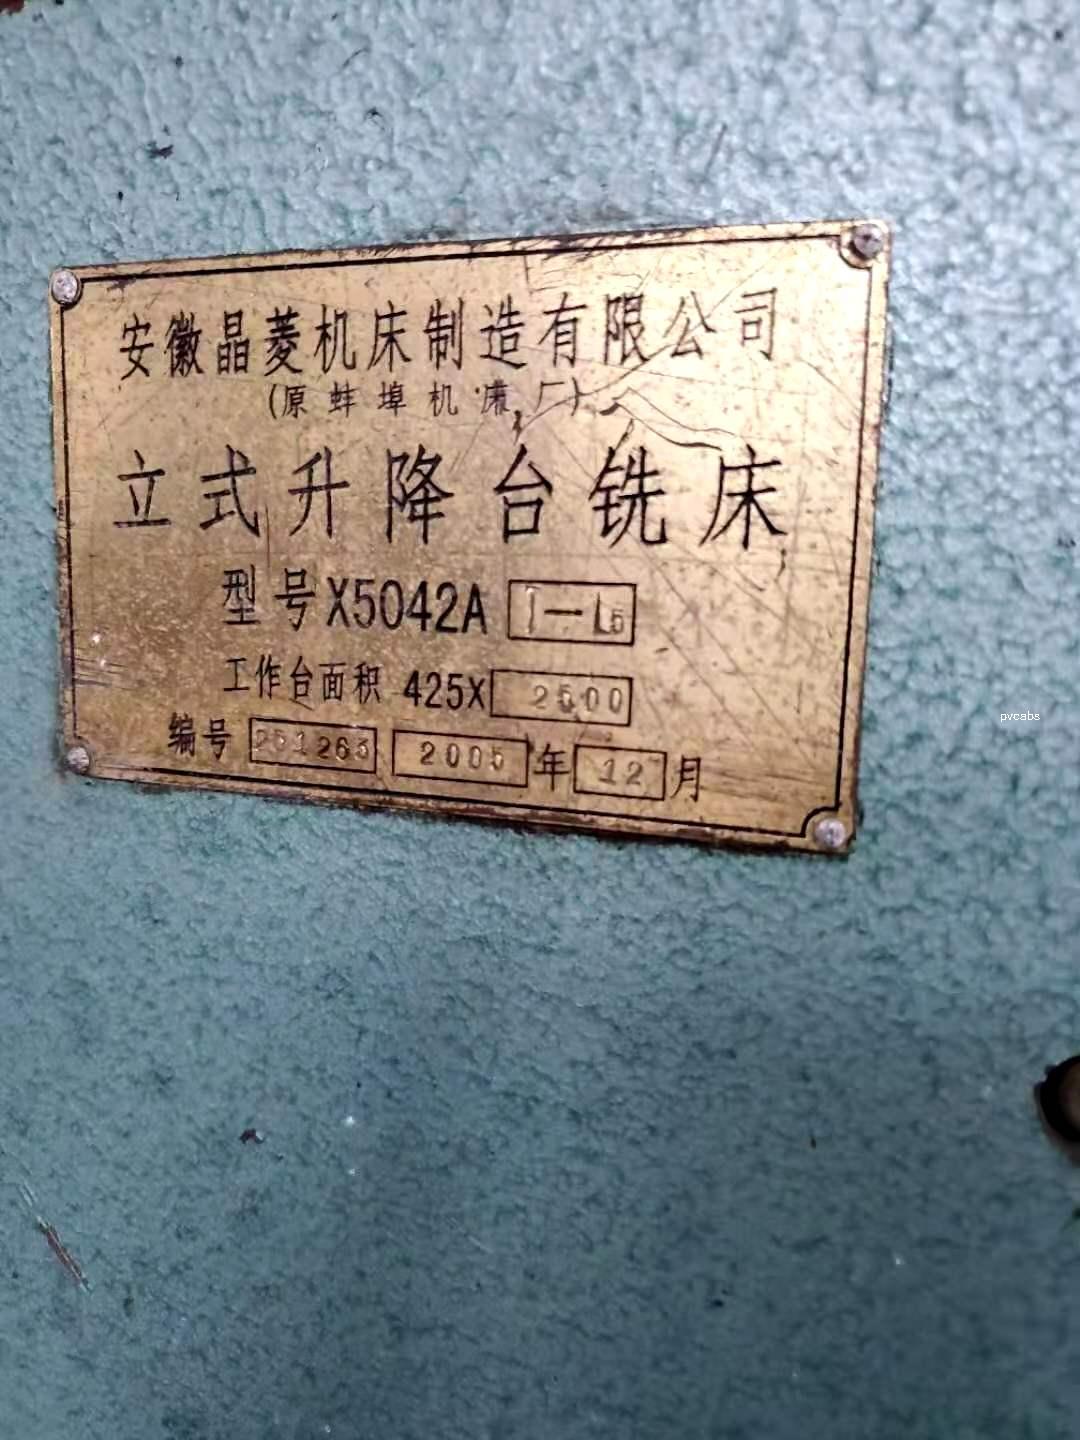 安徽晶菱机床制造有限公司
(原蚌埠机床厂)
立式升降台铣床
型号X5042A
工作台面积 425X 2500
编号 2005 年 12 月
pvcabs